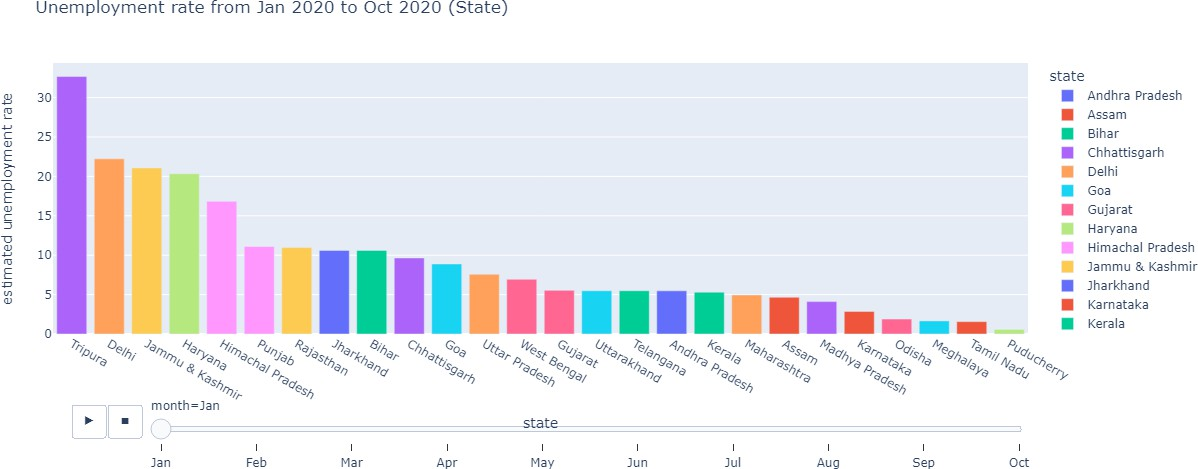 Unemployment rate from Jan 2020 to Oct 2020 (State)
estimated unemployment rate
30
25
20
15
10
5
0
Tripura
Delhi
Jammu & Kashmir
Haryana
Himachal Pradesh
Punjab
Rajasthan
Jharkhand
Bihar
Chhattisgarh
Goa
Uttar Pradesh
West Bengal
Gujarat
Uttarakhand
Telangana
Andhra Pradesh
Kerala
Maharashtra
Assam
Madhya Pradesh
Karnataka
Odisha
Meghalaya
Tamil Nadu
Puducherry
state
state
Andhra Pradesh
Assam
Bihar
Chhattisgarh
Delhi
Goa
Gujarat
Haryana
Himachal Pradesh
Jammu & Kashmir
Jharkhand
Karnataka
Kerala
month=Jan
Jan
Feb
Mar
Apr
May
Jun
Jul
Aug
Sep
Oct